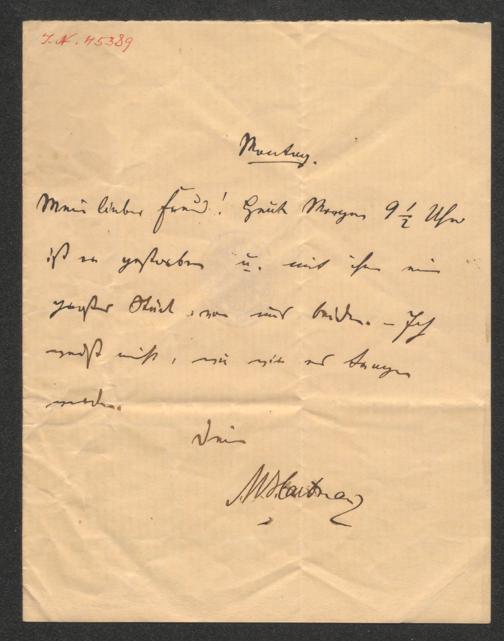 I.N. 45389
Montag.
Mein lieber Freund! Heute Morgen 9 1/2 Uhr
ist er gestorben u. mit ihm ein
großes Stück von uns beiden. – Ich
weiß nicht, wie wir es tragen
werden.
Dein
M. Hartmann